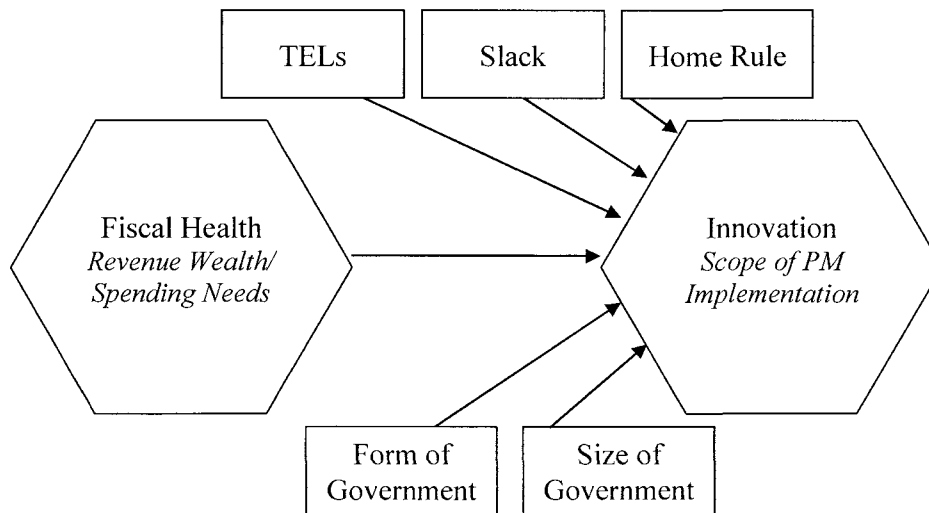 TELs
Slack
Home Rule
Fiscal Health
Revenue Wealth/
Spending Needs
Innovation
Scope of PM
Implementation
Form of
Government
Size of
Government